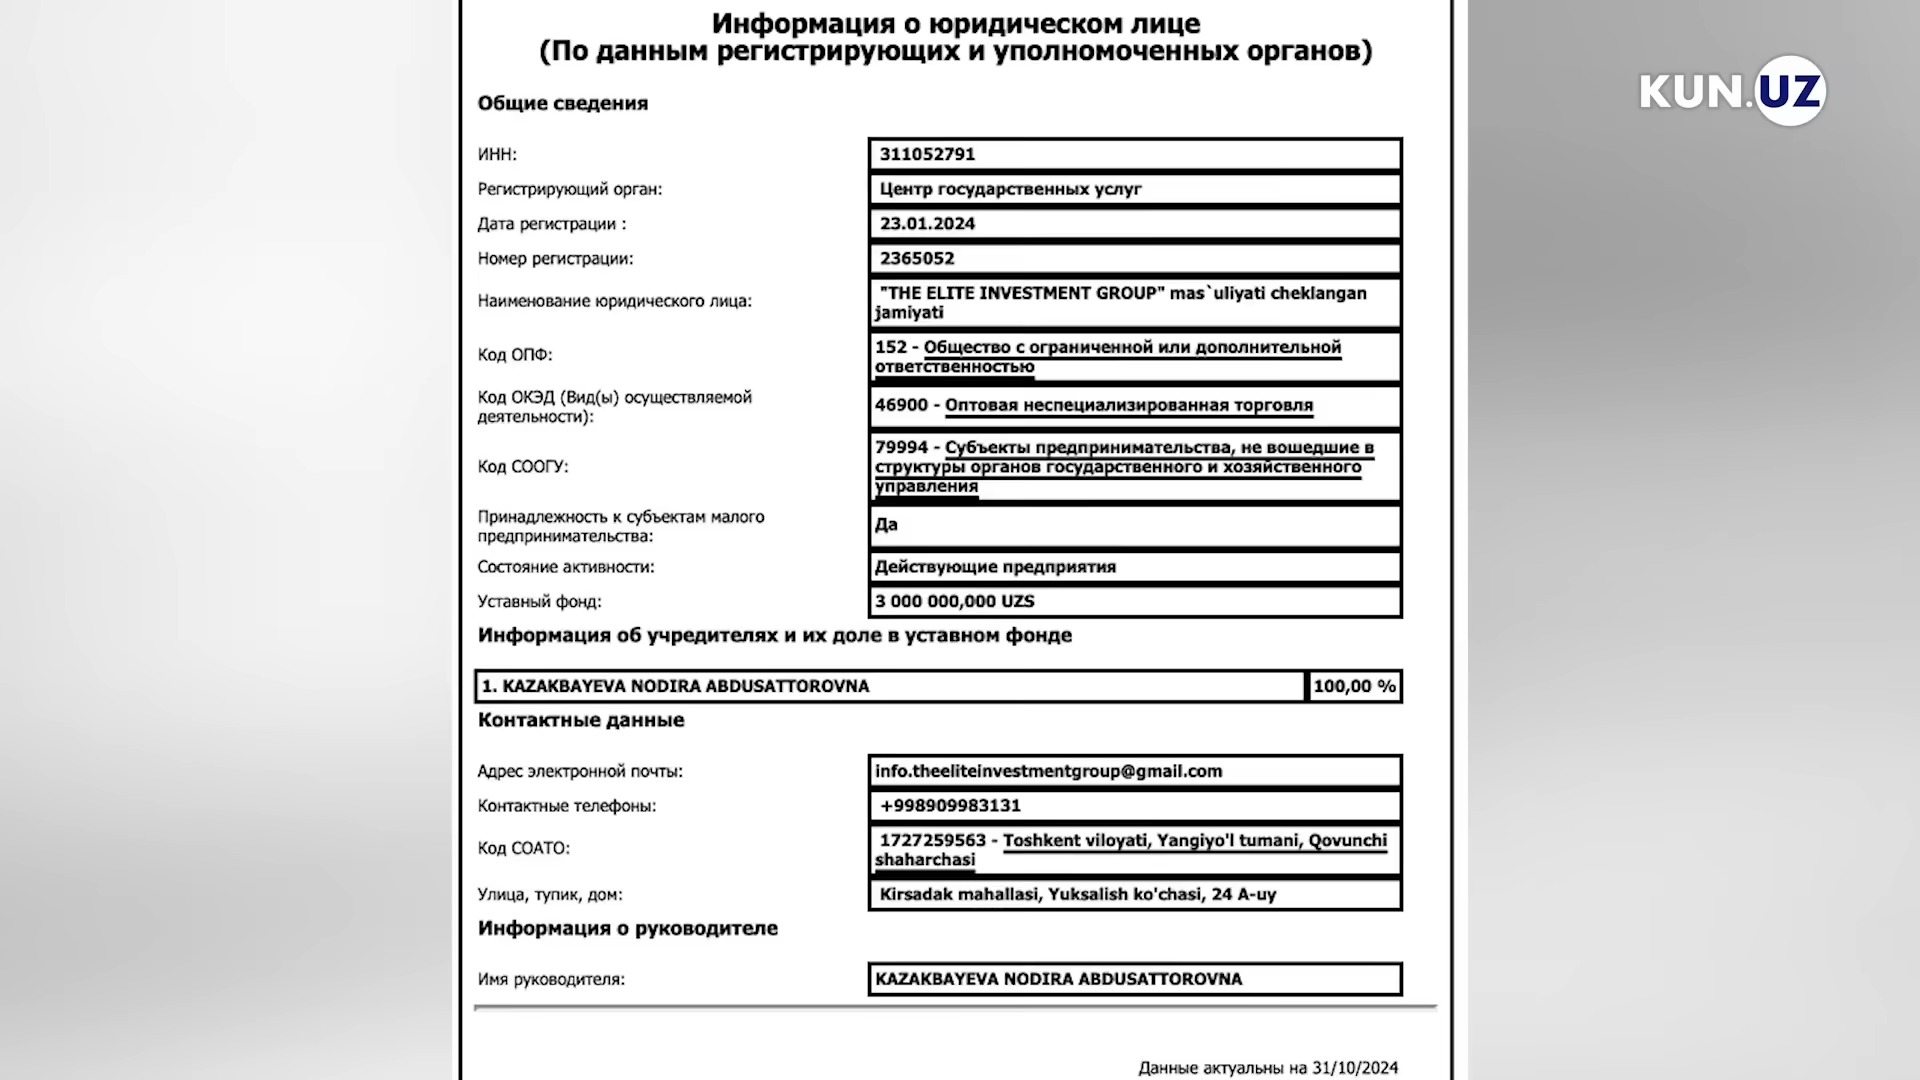 Информация о юридическом лице
(По данным регистрирующих и уполномоченных органов)
KUN.UZ
Общие сведения
ИНН: 311052791
Регистрирующий орган: Центр государственных услуг
Дата регистрации : 23.01.2024
Номер регистрации: 2365052
Наименование юридического лица: "THE ELITE INVESTMENT GROUP" mas`uliyati cheklangan
jamiyati
Код ОПФ: 152 - Общество с ограниченной или дополнительной
ответственностью
Код ОКЭД (Вид(ы) осуществляемой
деятельности): 46900 - Оптовая неспециализированная торговля
Код СООГУ: 79994 - Субъекты предпринимательства, не вошедшие в
структуры органов государственного и хозяйственного
управления
Принадлежность к субъектам малого
предпринимательства: Да
Состояние активности: Действующие предприятия
Уставный фонд: 3 000 000,000 UZS
Информация об учредителях и их доле в уставном фонде
1. KAZAKBAYEVA NODIRA ABDUSATTOROVNA 100,00 %
Контактные данные
Адрес электронной почты: info.theeliteinvestmentgroup@gmail.com
Контактные телефоны: +998909983131
Код СОАТО: 1727259563 - Toshkent viloyati, Yangiyo'l tumani, Qovunchi
shaharchasi
Улица, тупик, дом: Kirsadak mahallasi, Yuksalish ko'chasi, 24 A-uy
Информация о руководителе
Имя руководителя: KAZAKBAYEVA NODIRA ABDUSATTOROVNA
Данные актуальны на 31/10/2024